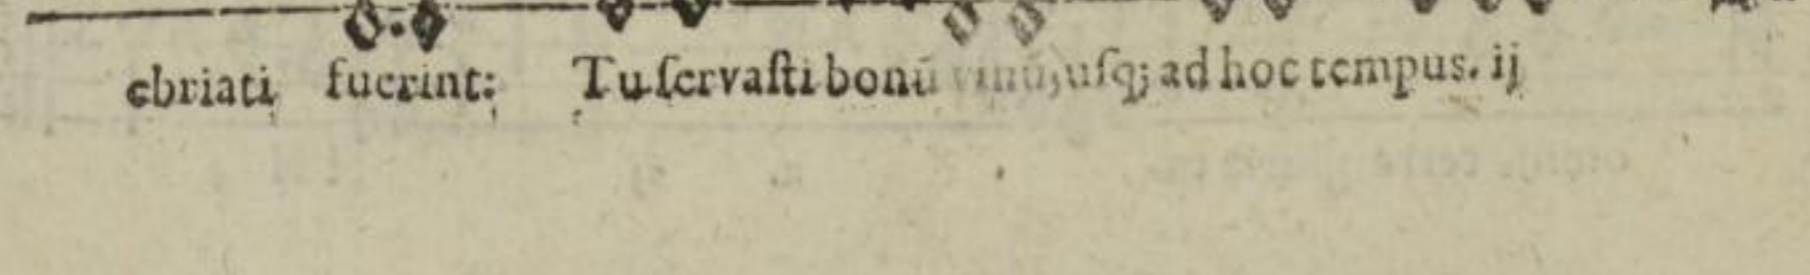 ebriati fuerint: Tu ſervaſti bonū vinū, uſq; ad hoc tempus. ij